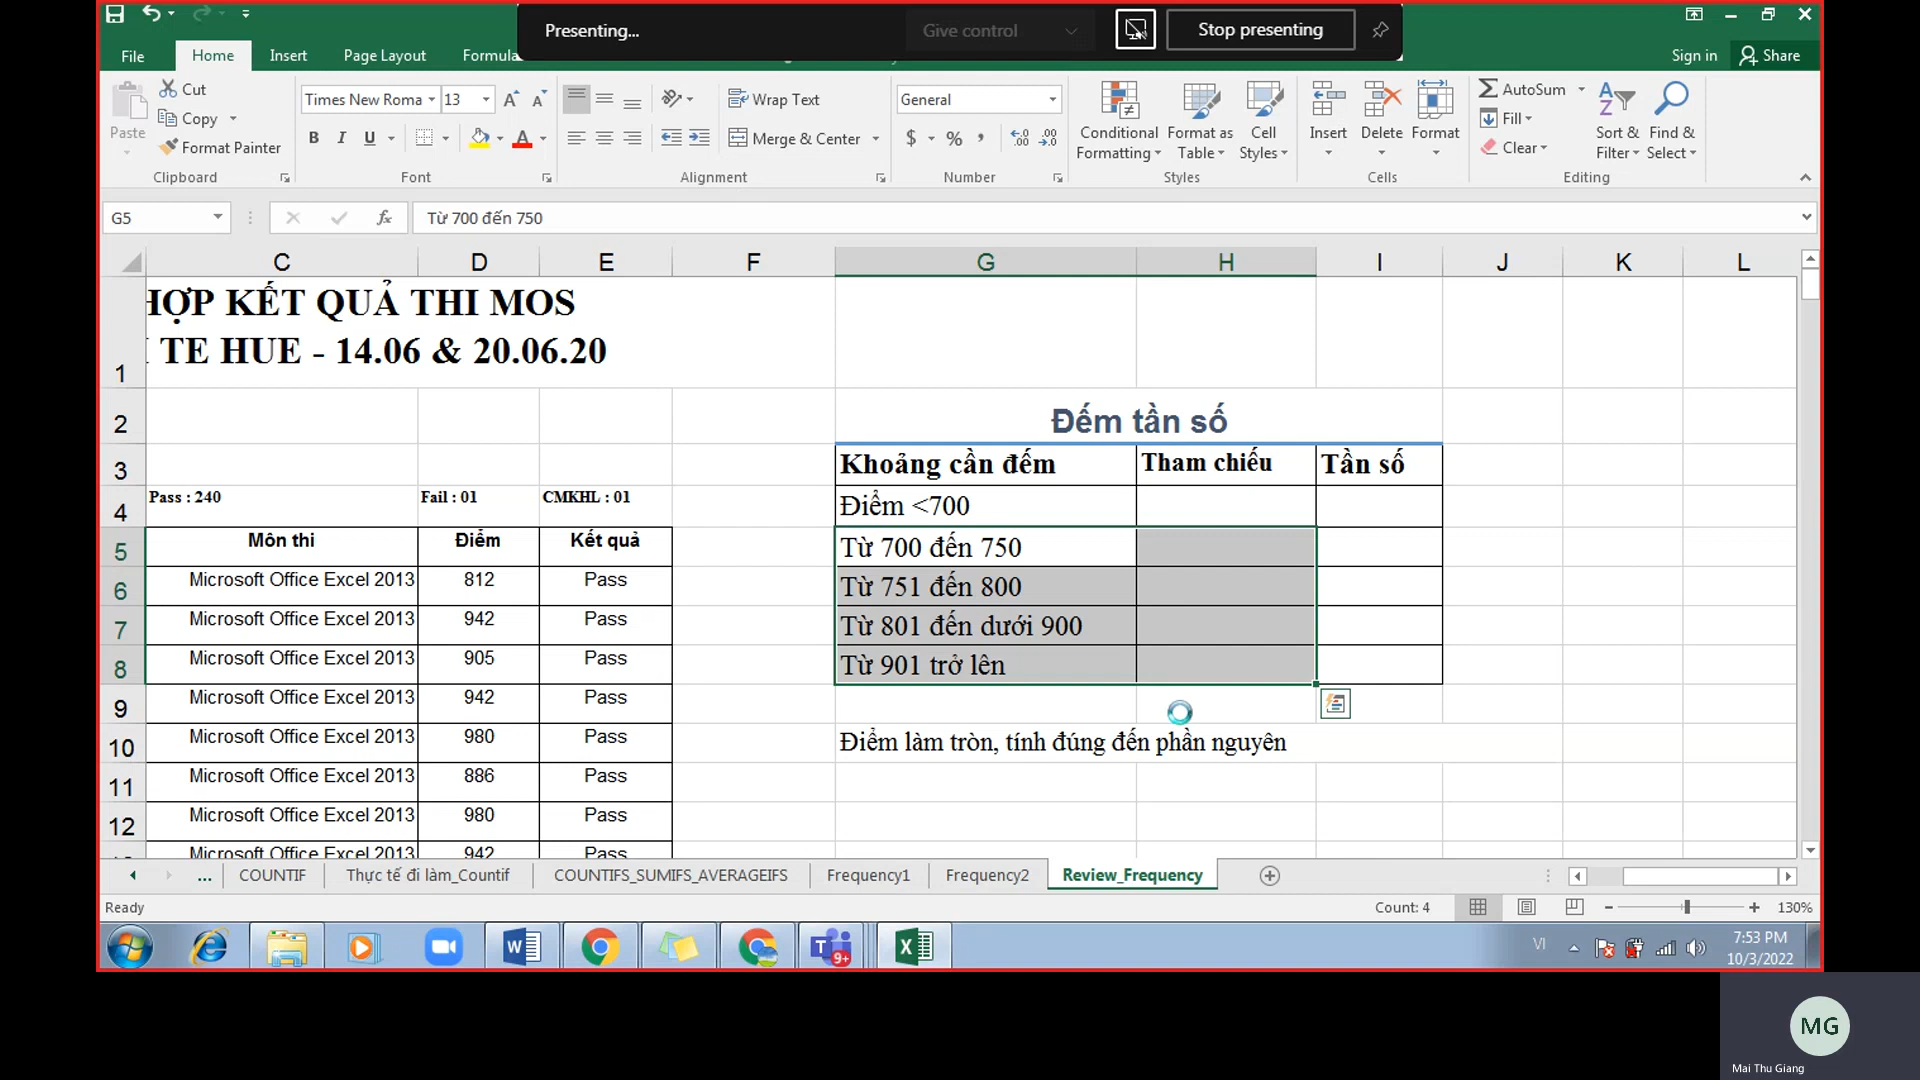 Presenting...
Give control
Stop presenting
File
Home
Insert
Page Layout
Formula
Sign in
Share
Paste
Cut
Copy
Format Painter
Clipboard
Times New Roma
13
B I U
Font
Wrap Text
Merge & Center
Alignment
General
$ % ,
Number
Conditional Formatting
Format as Table
Cell Styles
Styles
Insert
Delete
Format
Cells
AutoSum
Fill
Clear
Sort & Filter
Find & Select
Editing
G5
fx
Từ 700 đến 750
C D E F G H I J K L
1
HỢP KẾT QUẢ THI MOS
TE HUE - 14.06 & 20.06.20
2 Đếm tần số
3 Khoảng cần đếm Tham chiếu Tần số
4 Pass : 240 Fail : 01 CMKHL : 01 Điểm <700
5 Môn thi Điểm Kết quả Từ 700 đến 750
6 Microsoft Office Excel 2013 812 Pass Từ 751 đến 800
7 Microsoft Office Excel 2013 942 Pass Từ 801 đến dưới 900
8 Microsoft Office Excel 2013 905 Pass Từ 901 trở lên
9 Microsoft Office Excel 2013 942 Pass
10 Microsoft Office Excel 2013 980 Pass Điểm làm tròn, tính đúng đến phần nguyên
11 Microsoft Office Excel 2013 886 Pass
12 Microsoft Office Excel 2013 980 Pass
Microsoft Office Excel 2013 942 Pass
... COUNTIF Thực tế đi làm_Countif COUNTIFS_SUMIFS_AVERAGEIFS Frequency1 Frequency2 Review_Frequency
Ready
Count: 4
130%
VI
7:53 PM
10/3/2022
9+
MG
Mai Thu Giang